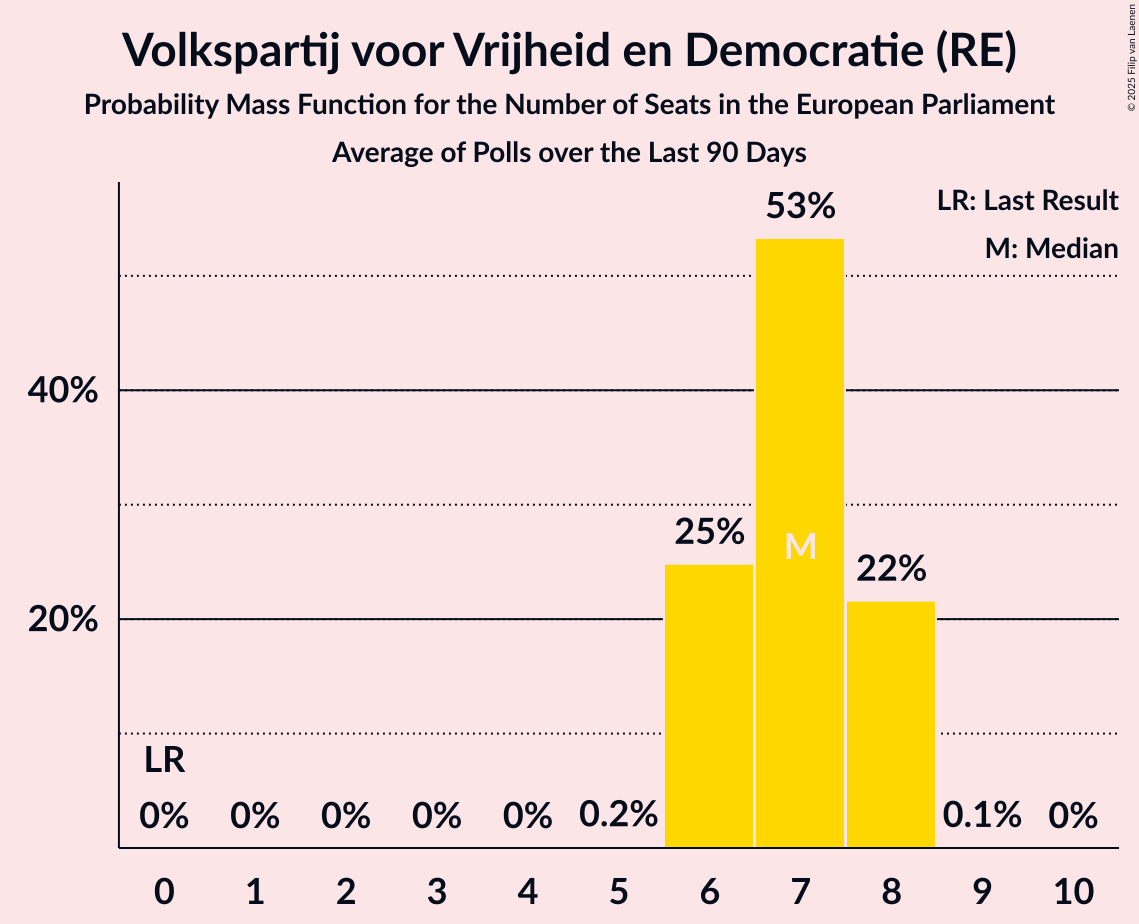 Volkspartij voor Vrijheid en Democratie (RE)
Probability Mass Function for the Number of Seats in the European Parliament
Average of Polls over the Last 90 Days
© 2025 Filip van Laenen
LR: Last Result
M: Median
53%
40%
25%
M
22%
20%
LR
0% 0% 0% 0% 0% 0.2% 0.1% 0%
0 1 2 3 4 5 6 7 8 9 10